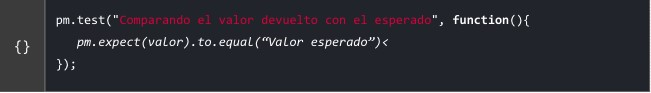 {}
pm.test("Comparando el valor devuelto con el esperado", function(){
pm.expect(valor).to.equal(“Valor esperado”)<
});